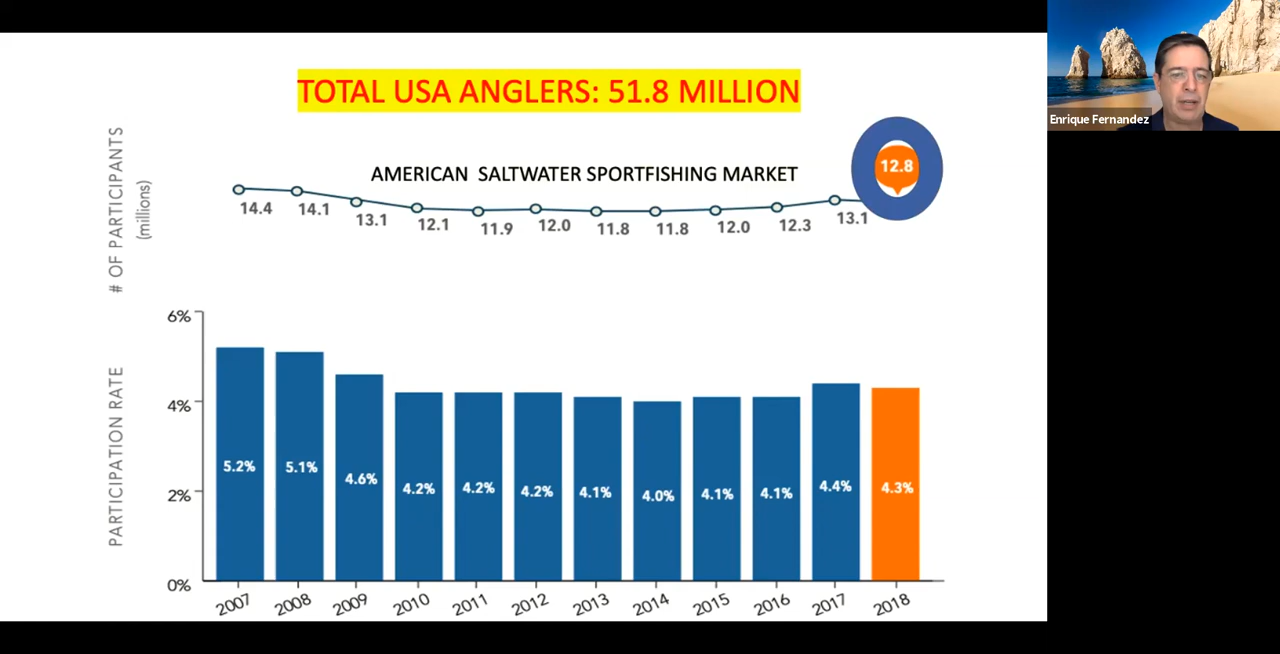 TOTAL USA ANGLERS: 51.8 MILLION
Enrique Fernandez
AMERICAN SALTWATER SPORTFISHING MARKET
# OF PARTICIPANTS
(millions)
14.4 14.1 13.1 12.1 11.9 12.0 11.8 11.8 12.0 12.3 13.1 12.8
PARTICIPATION RATE
6%
4%
2%
0%
5.2% 5.1% 4.6% 4.2% 4.2% 4.2% 4.1% 4.0% 4.1% 4.1% 4.4% 4.3%
2007 2008 2009 2010 2011 2012 2013 2014 2015 2016 2017 2018